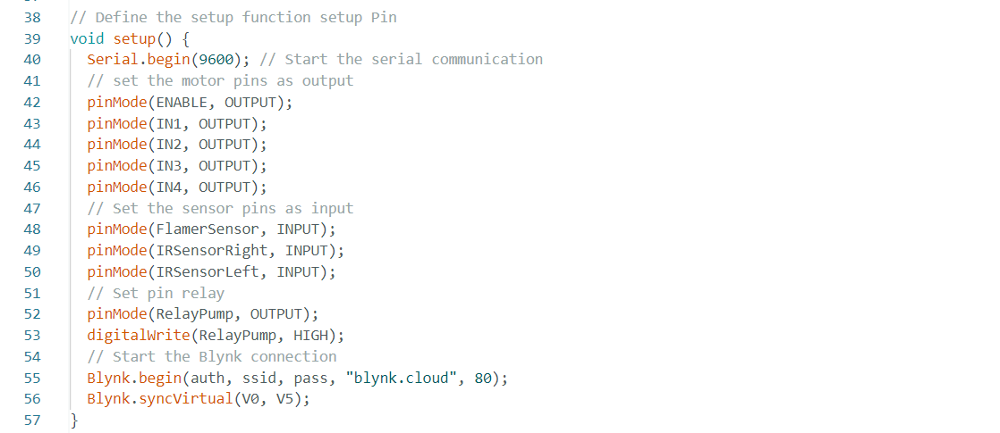 38 // Define the setup function setup Pin
39 void setup() {
40 Serial.begin(9600); // Start the serial communication
41 // set the motor pins as output
42 pinMode(ENABLE, OUTPUT);
43 pinMode(IN1, OUTPUT);
44 pinMode(IN2, OUTPUT);
45 pinMode(IN3, OUTPUT);
46 pinMode(IN4, OUTPUT);
47 // Set the sensor pins as input
48 pinMode(FlamerSensor, INPUT);
49 pinMode(IRSensorRight, INPUT);
50 pinMode(IRSensorLeft, INPUT);
51 // Set pin relay
52 pinMode(RelayPump, OUTPUT);
53 digitalWrite(RelayPump, HIGH);
54 // Start the Blynk connection
55 Blynk.begin(auth, ssid, pass, "blynk.cloud", 80);
56 Blynk.syncVirtual(V0, V5);
57 }